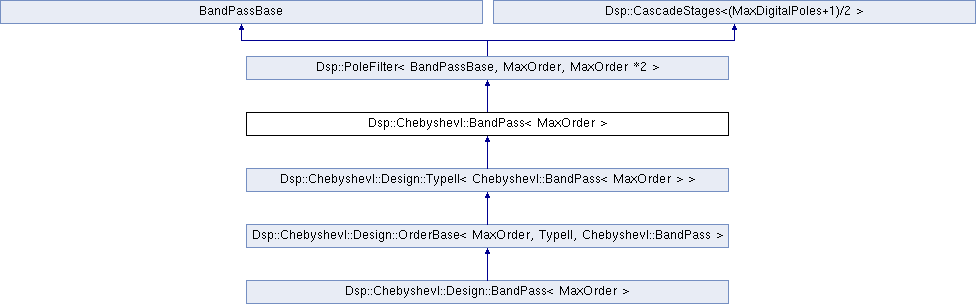 BandPassBase
Dsp::CascadeStages<(MaxDigitalPoles+1)/2 >
Dsp::PoleFilter< BandPassBase, MaxOrder, MaxOrder *2 >
Dsp::ChebyshevI::BandPass< MaxOrder >
Dsp::ChebyshevI::Design::TypeII< ChebyshevI::BandPass< MaxOrder > >
Dsp::ChebyshevI::Design::OrderBase< MaxOrder, TypeII, ChebyshevI::BandPass >
Dsp::ChebyshevI::Design::BandPass< MaxOrder >